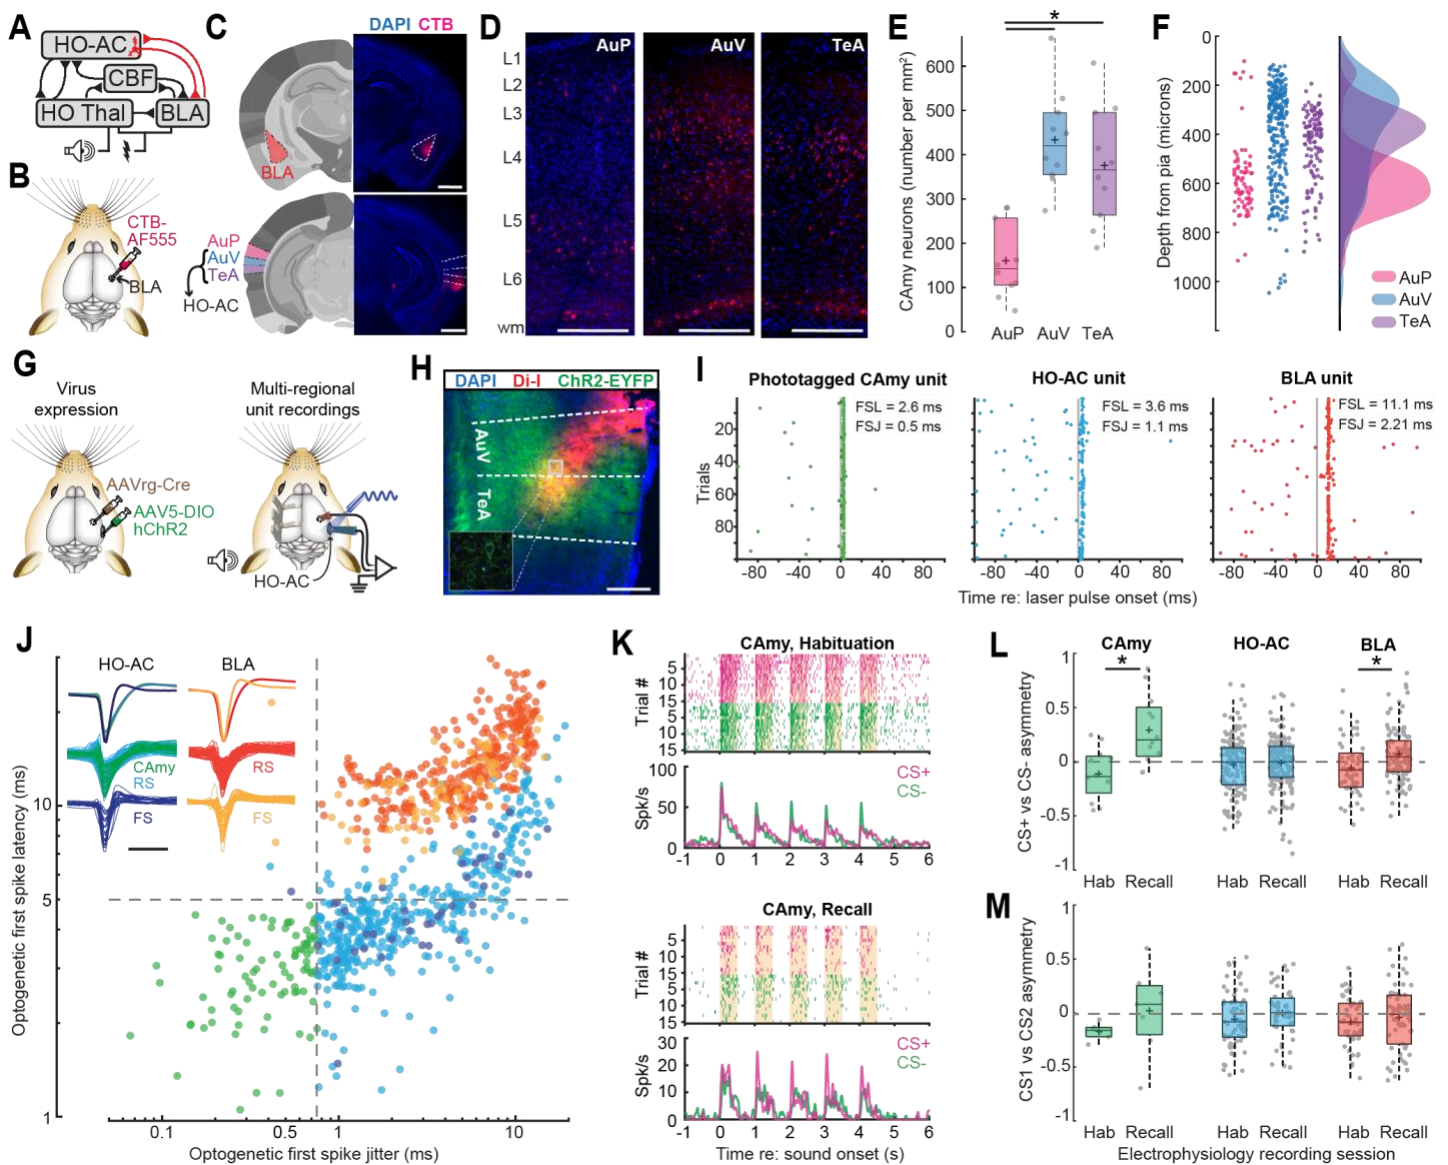 A
HO-AC
CBF
HO Thal
BLA
B
CTB-
AF555
BLA
C
DAPI CTB
BLA
AuP
AuV
TeA
HO-AC
D
AuP
AuV
TeA
L1
L2
L3
L4
L5
L6
wm
E
*
CAmy neurons (number per mm²)
600
500
400
300
200
100
0
AuP AuV TeA
F
Depth from pia (microns)
0
200
400
600
800
1000
AuP
AuV
TeA
G
Virus
expression
AAVrg-Cre
AAV5-DIO
hChR2
Multi-regional
unit recordings
HO-AC
H
DAPI Di-I ChR2-EYFP
AuV
TeA
I
Phototagged CAmy unit
FSL = 2.6 ms
FSJ = 0.5 ms
Trials
20
40
60
80
-80 -40 0 40 80
HO-AC unit
FSL = 3.6 ms
FSJ = 1.1 ms
-80 -40 0 40 80
BLA unit
FSL = 11.1 ms
FSJ = 2.21 ms
-80 -40 0 40 80
Time re: laser pulse onset (ms)
J
HO-AC
BLA
CAmy
RS
FS
RS
FS
Optogenetic first spike latency (ms)
10
5
1
0.1 0.5 1 10
Optogenetic first spike jitter (ms)
K
CAmy, Habituation
Trial #
5
10
15
5
10
15
Spk/s
100
50
0
CS+
CS-
-1 0 1 2 3 4 5 6
CAmy, Recall
Trial #
5
10
15
5
10
15
Spk/s
30
20
10
0
CS+
CS-
-1 0 1 2 3 4 5 6
Time re: sound onset (s)
L
CAmy
HO-AC
BLA
*
*
CS+ vs CS- asymmetry
1
0.5
0
-0.5
-1
Hab Recall
Hab Recall
Hab Recall
M
CS1 vs CS2 asymmetry
1
0.5
0
-0.5
-1
Hab Recall
Hab Recall
Hab Recall
Electrophysiology recording session